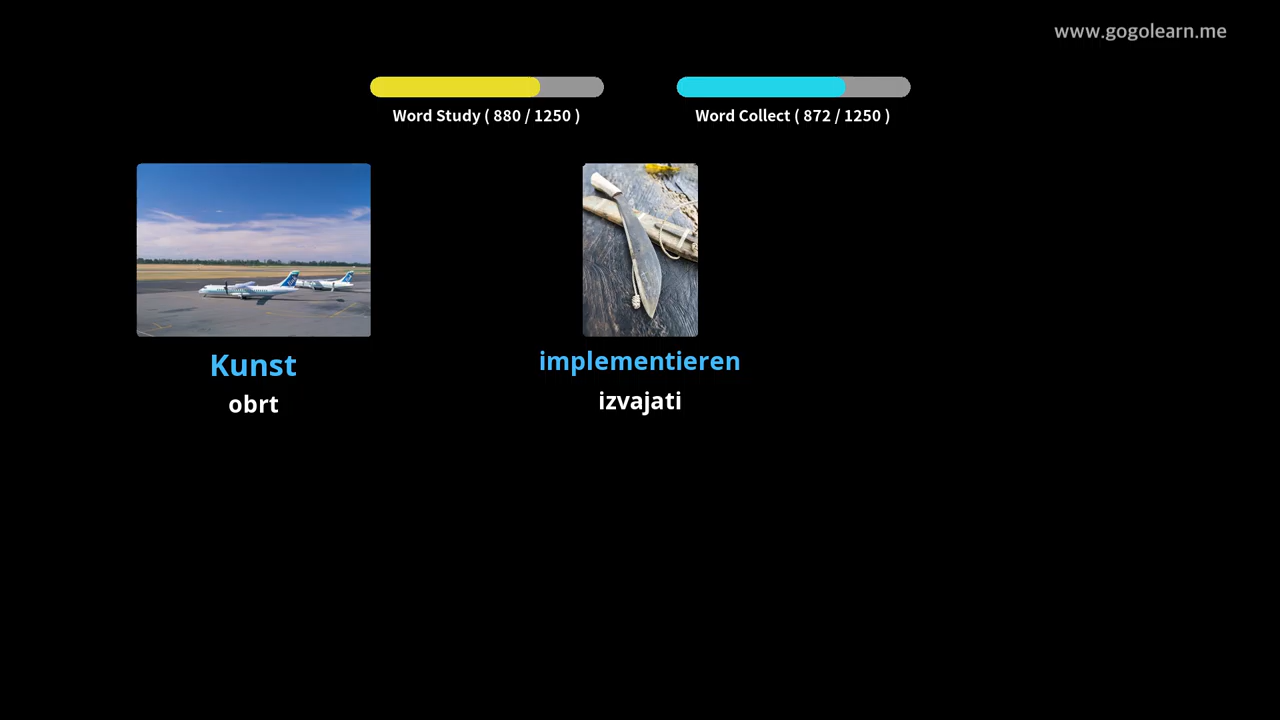 www.gogolearn.me
Word Study ( 880 / 1250 )
Word Collect ( 872 / 1250 )
Kunst
obrt
implementieren
izvajati